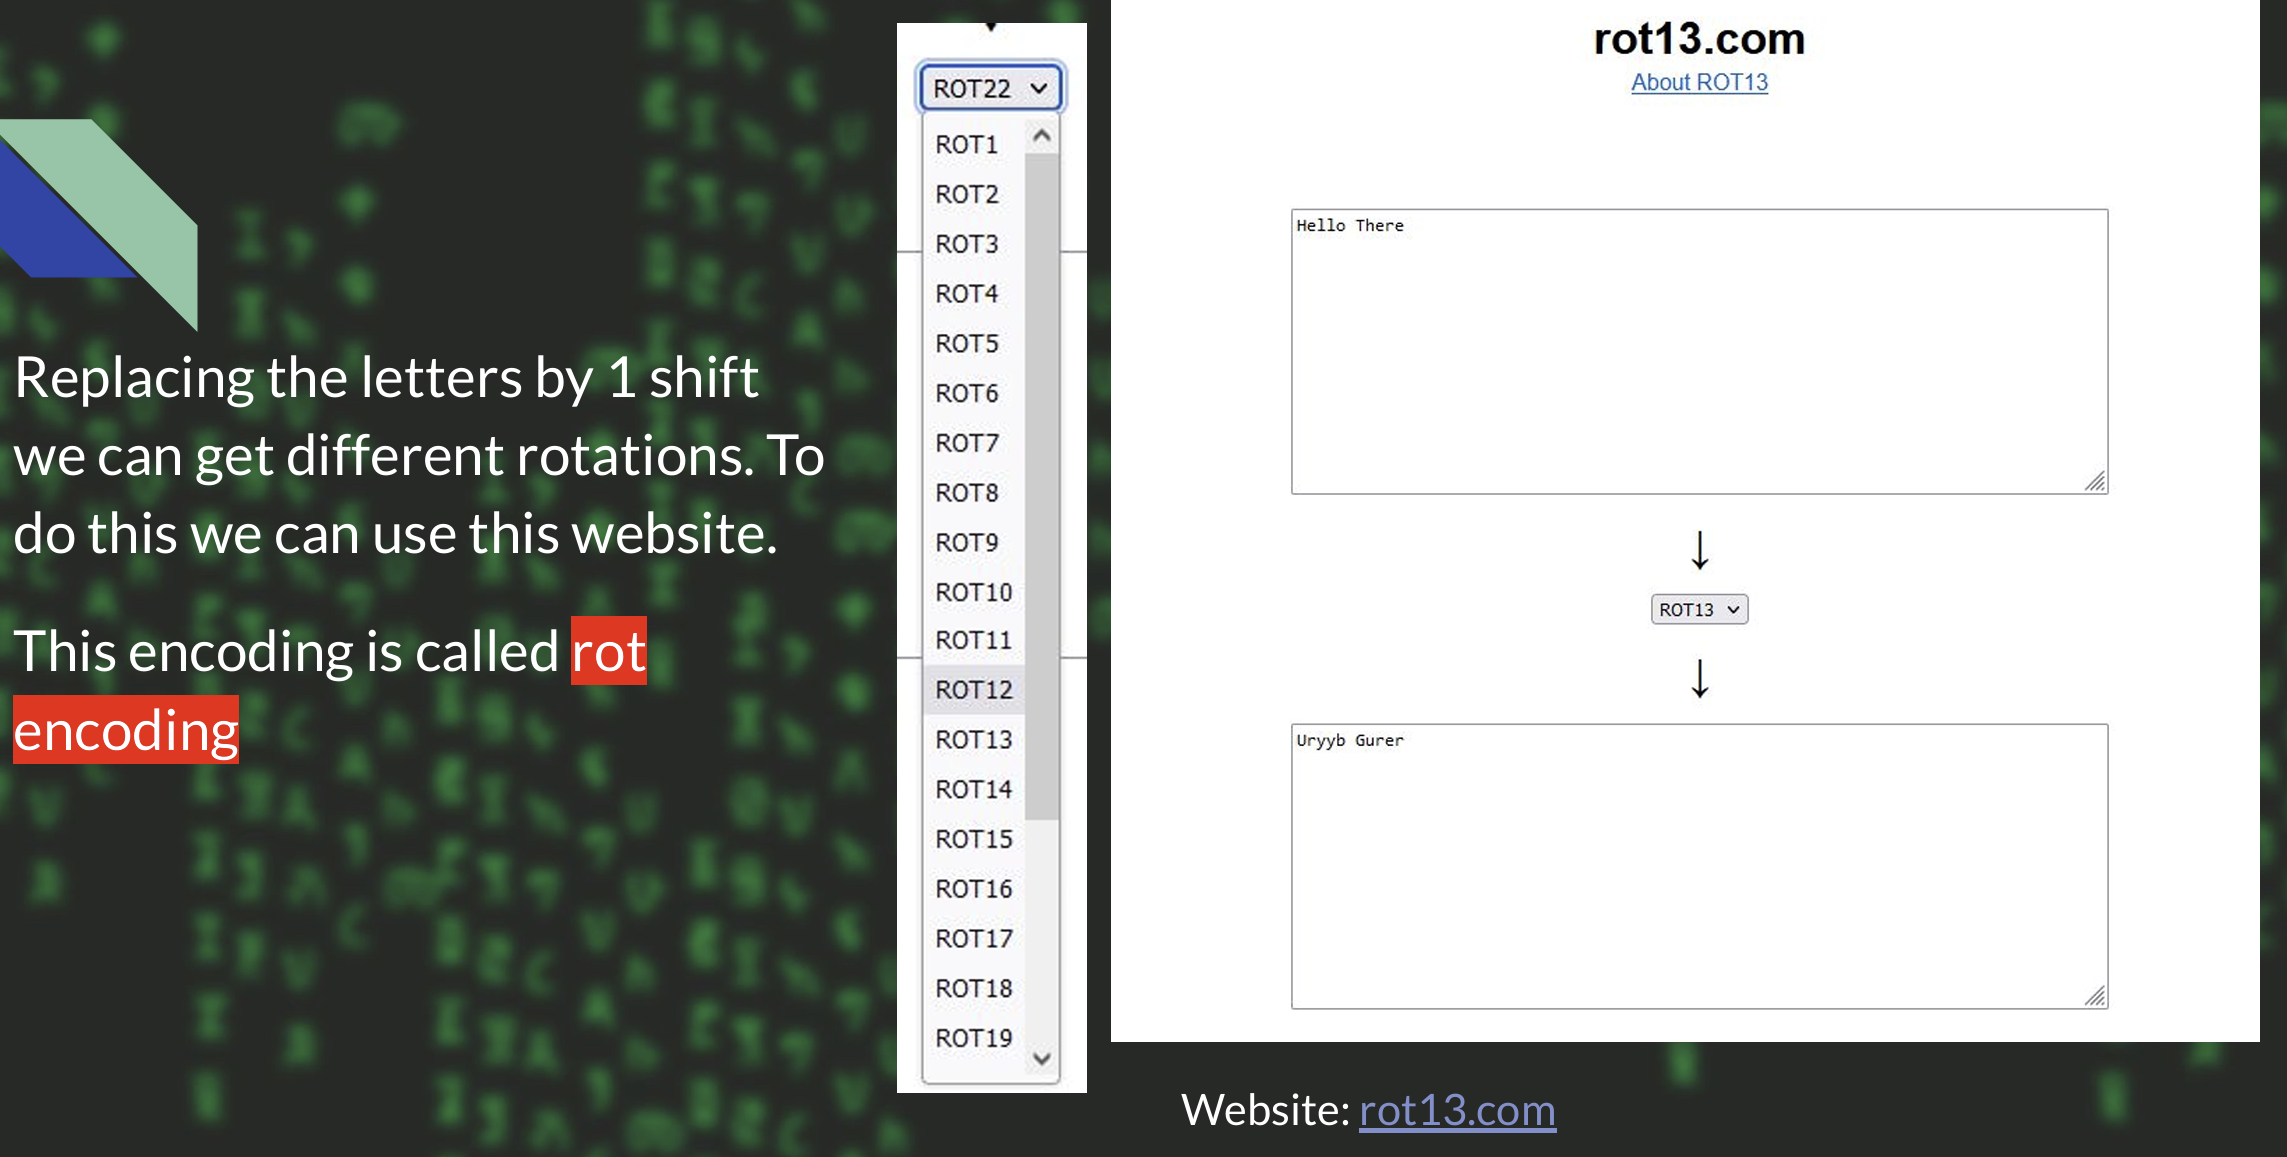 Replacing the letters by 1 shift
we can get different rotations. To
do this we can use this website.
This encoding is called rot
encoding
ROT22
ROT1
ROT2
ROT3
ROT4
ROT5
ROT6
ROT7
ROT8
ROT9
ROT10
ROT11
ROT12
ROT13
ROT14
ROT15
ROT16
ROT17
ROT18
ROT19
rot13.com
About ROT13
Hello There
↓
ROT13
↓
Uryyb Gurer
Website: rot13.com